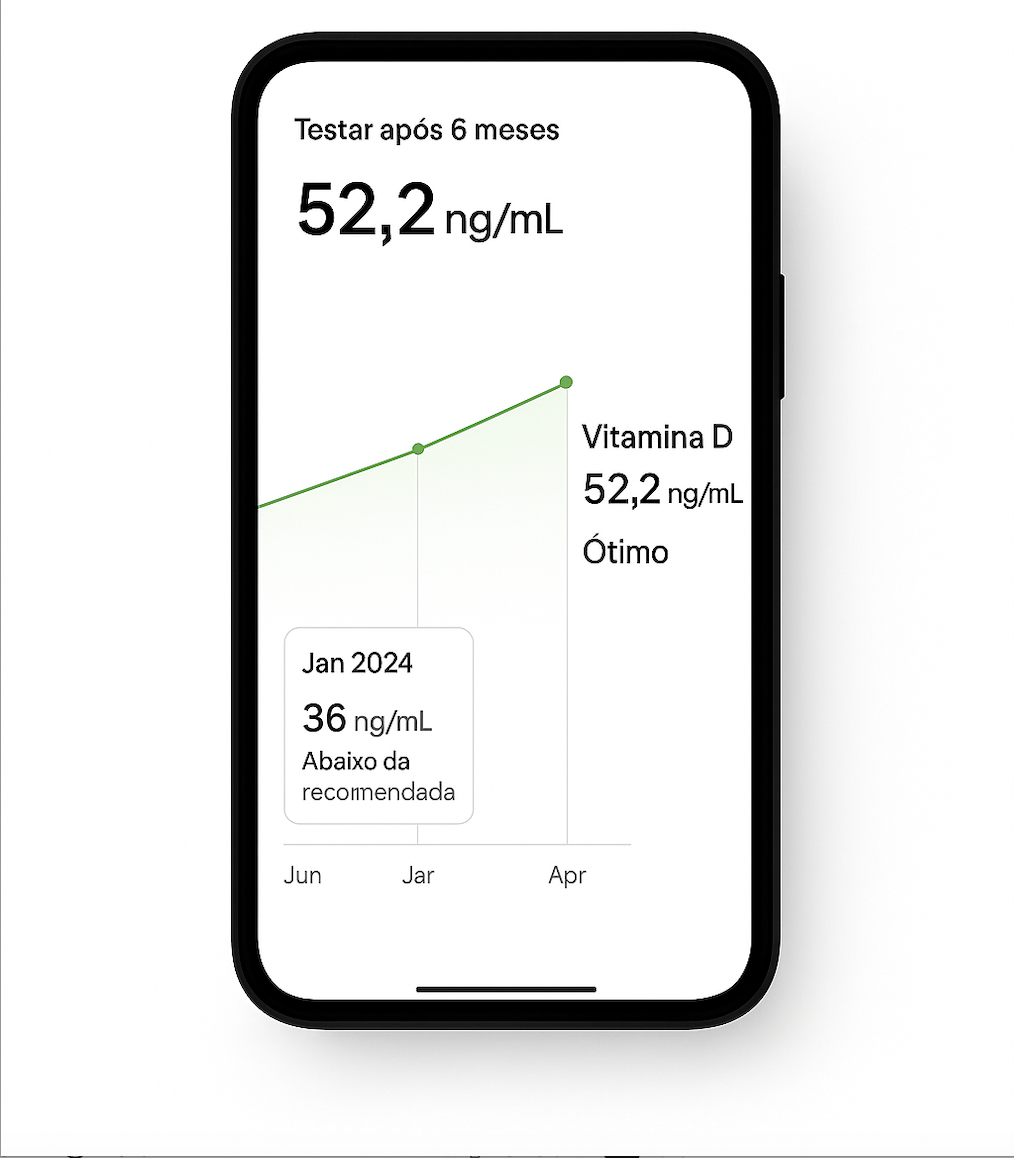 Testar após 6 meses
52,2 ng/mL
Vitamina D
52,2 ng/mL
Ótimo
Jan 2024
36 ng/mL
Abaixo da
recomendada
Jun Jar Apr